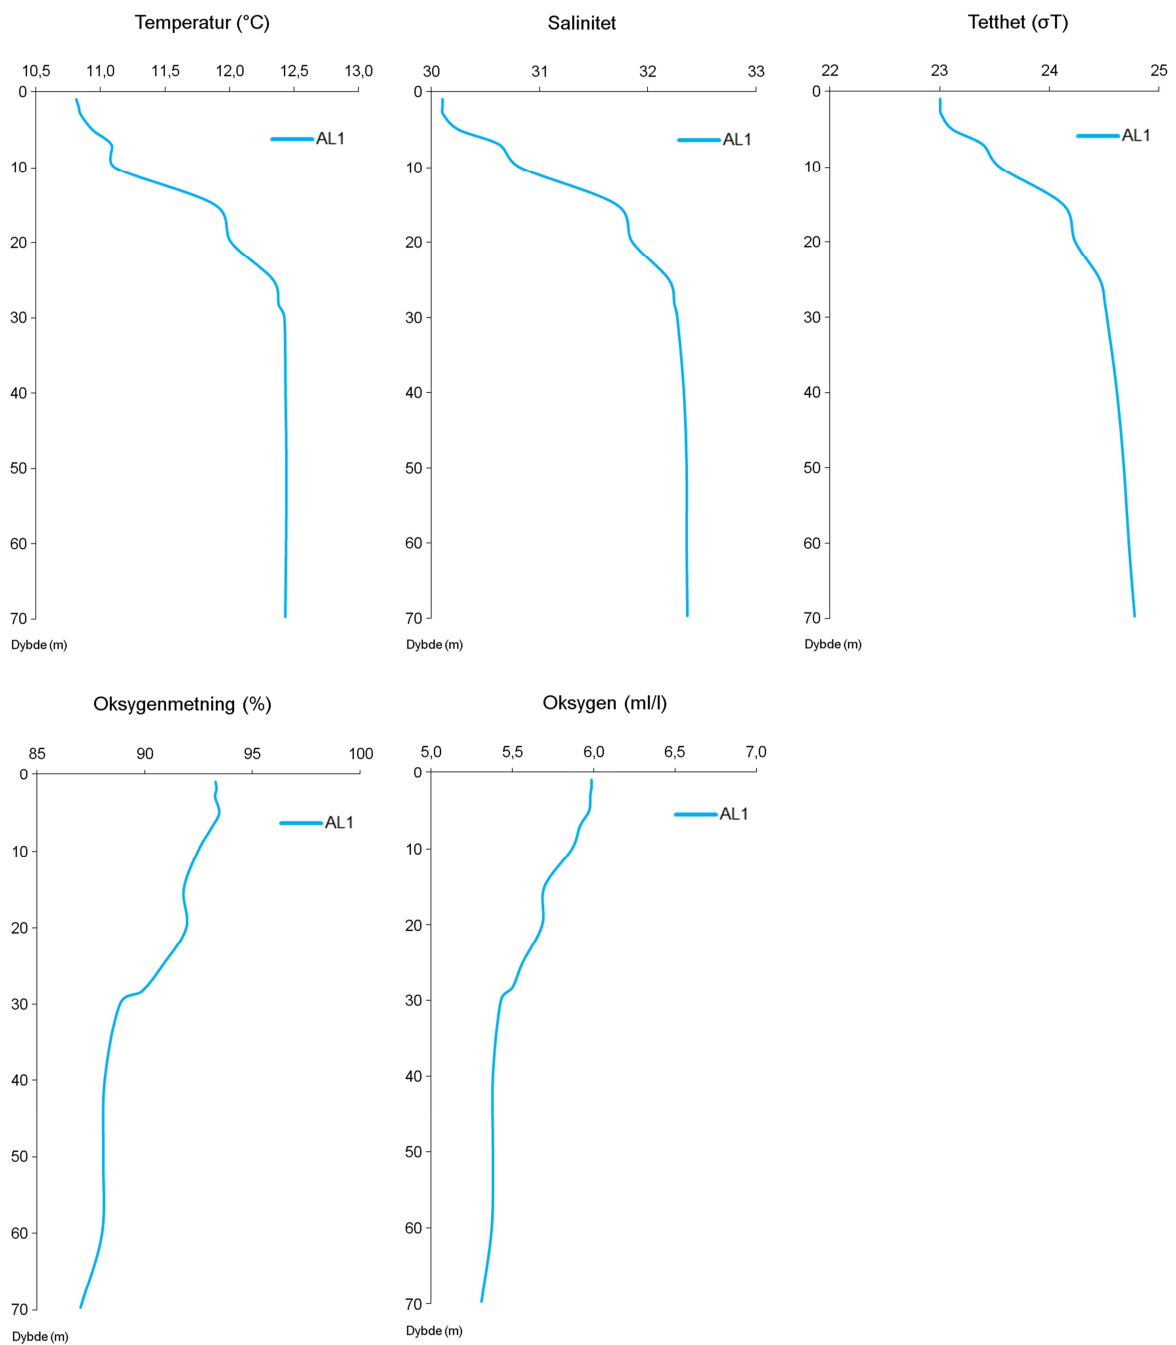 Temperatur (°C)
10,5 11,0 11,5 12,0 12,5 13,0
0
10
20
30
40
50
60
70
AL1
Dybde (m)
Salinitet
30 31 32 33
0
10
20
30
40
50
60
70
AL1
Dybde (m)
Tetthet (σT)
22 23 24 25
0
10
20
30
40
50
60
70
AL1
Dybde (m)
Oksygenmetning (%)
85 90 95 100
0
10
20
30
40
50
60
70
AL1
Dybde (m)
Oksygen (ml/l)
5,0 5,5 6,0 6,5 7,0
0
10
20
30
40
50
60
70
AL1
Dybde (m)